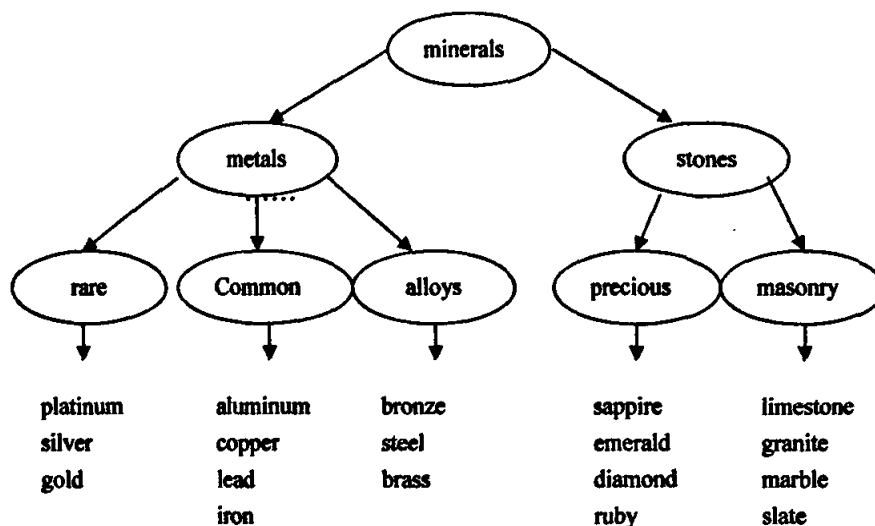 minerals
metals stones
rare Common alloys precious masonry
platinum aluminum bronze sappire limestone
silver copper steel emerald granite
gold lead brass diamond marble
iron ruby slate